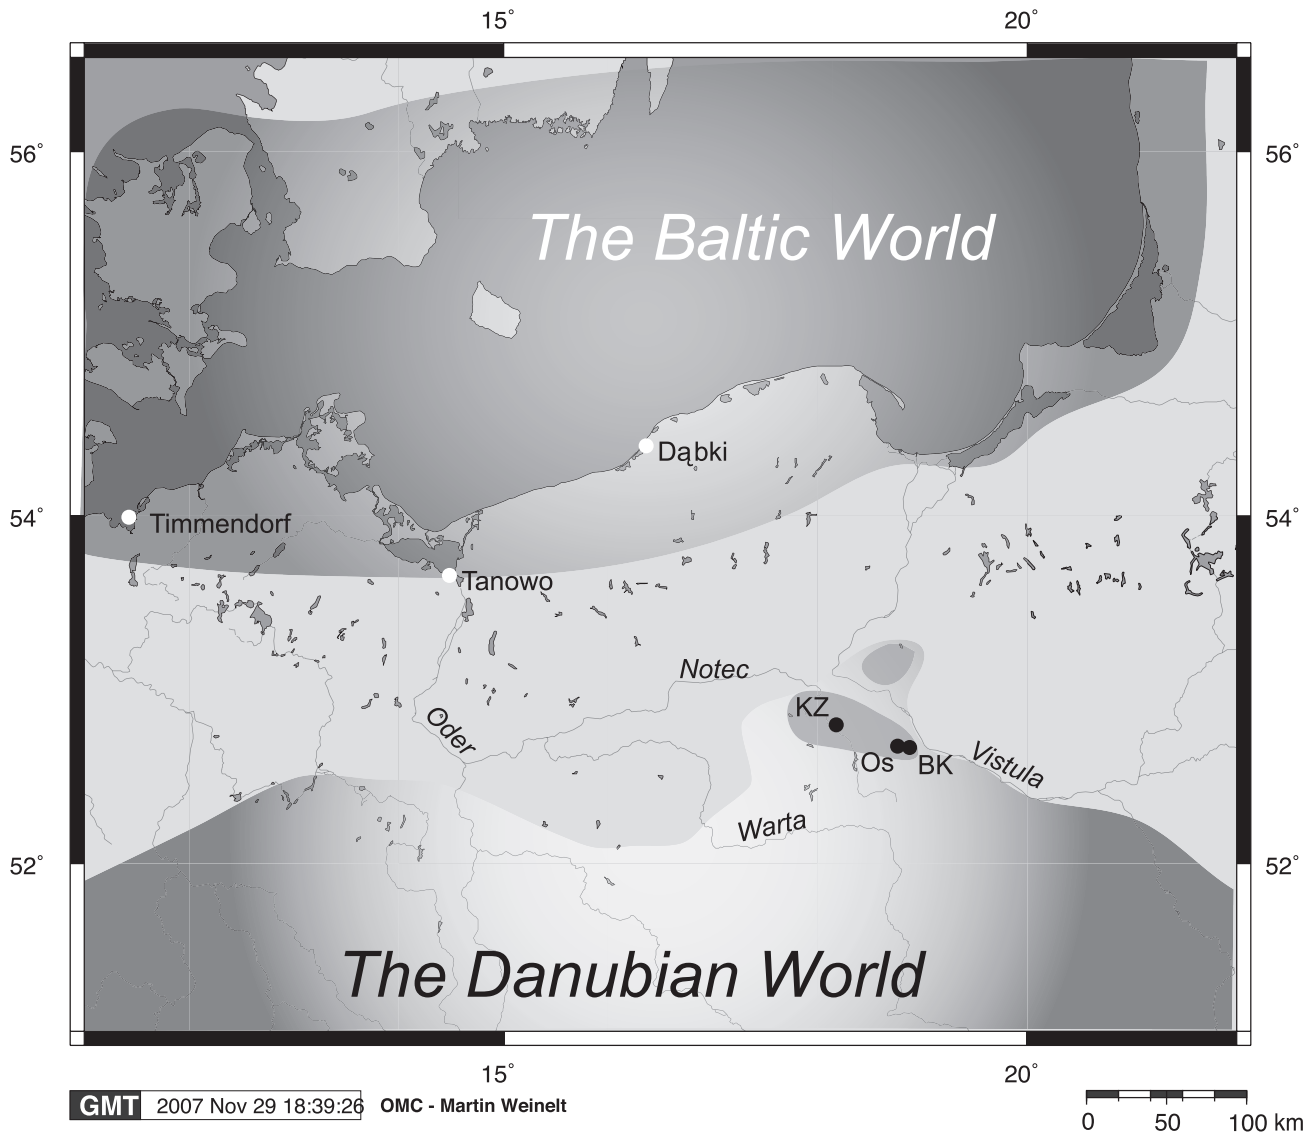 15° 20°
56° 56°
The Baltic World
Dąbki
54° 54°
Timmendorf
Tanowo
Notec
KZ
Oder
Os BK Vistula
Warta
52° 52°
The Danubian World
15° 20°
GMT 2007 Nov 29 18:39:26 OMC - Martin Weinelt
0 50 100 km